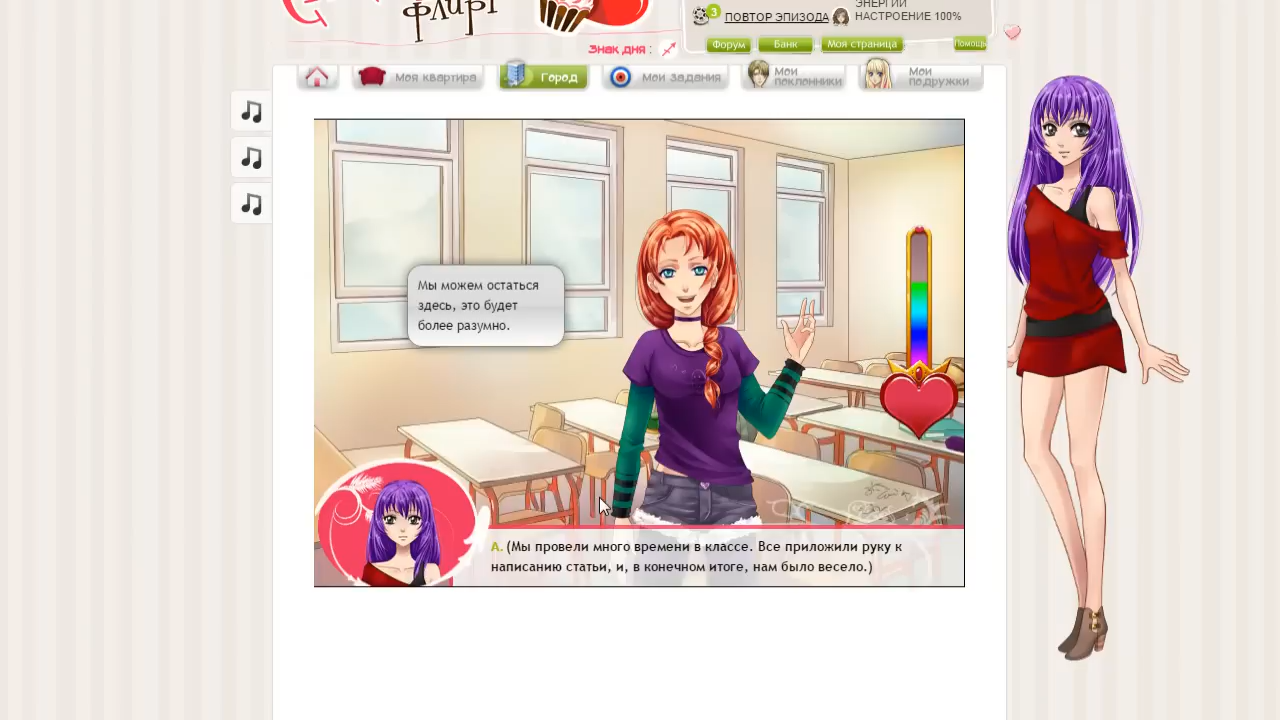 флирт
ЭНЕРГИИ
3 ПОВТОР ЭПИЗОДА
НАСТРОЕНИЕ 100%
Знак дня :
Форум
Банк
Моя страница
Помощь
Моя квартира
Город
Мои задания
Мои
поклонники
Мои
подружки
Мы можем остаться
здесь, это будет
более разумно.
А. (Мы провели много времени в классе. Все приложили руку к
написанию статьи, и, в конечном итоге, нам было весело.)